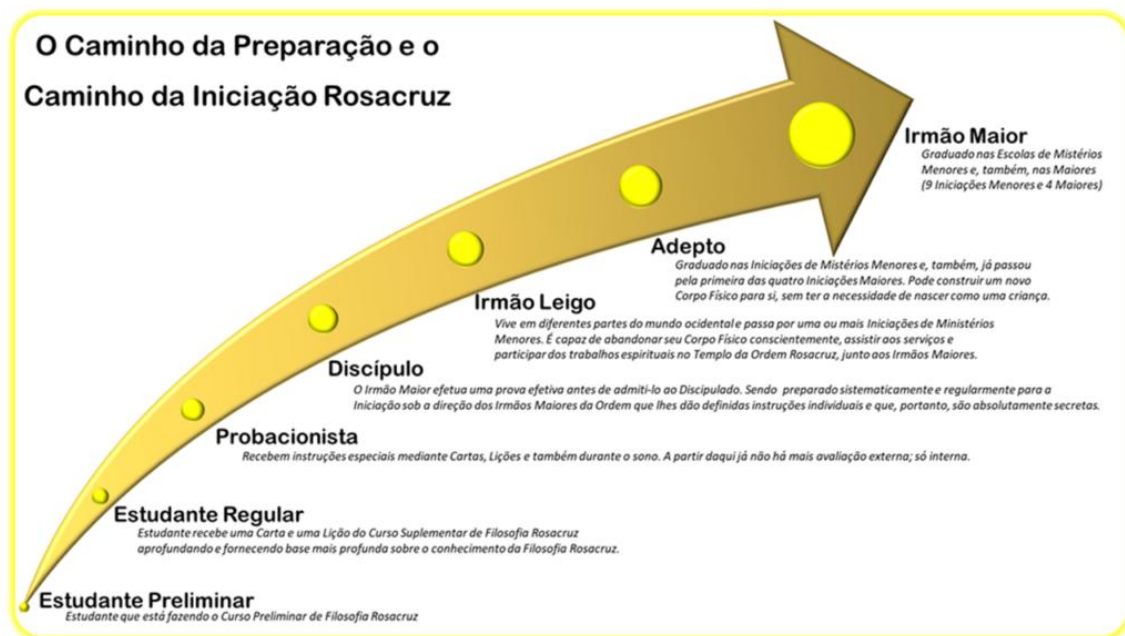 O Caminho da Preparação e o
Caminho da Iniciação Rosacruz
Irmão Maior
Graduado nas Escolas de Mistérios
Menores e, também, nas Maiores
(9 Iniciações Menores e 4 Maiores)
Adepto
Graduado nas Iniciações de Mistérios Menores e, também, já passou
pela primeira das quatro Iniciações Maiores. Pode construir um novo
Corpo Físico para si, sem ter a necessidade de nascer como uma criança.
Irmão Leigo
Vive em diferentes partes do mundo ocidental e passa por uma ou mais Iniciações de Ministérios
Menores. É capaz de abandonar seu Corpo Físico conscientemente, assistir aos serviços e
participar dos trabalhos espirituais no Templo da Ordem Rosacruz, junto aos Irmãos Maiores.
Discípulo
O Irmão Maior efetua uma prova efetiva antes de admiti-lo ao Discipulado. Sendo preparado sistematicamente e regularmente para a
Iniciação sob a direção dos Irmãos Maiores da Ordem que lhes dão definidas instruções individuais e que, portanto, são absolutamente secretas.
Probacionista
Recebem instruções especiais mediante Cartas, Lições e também durante o sono. A partir daqui já não há mais avaliação externa; só interna.
Estudante Regular
Estudante recebe uma Carta e uma Lição do Curso Suplementar de Filosofia Rosacruz
aprofundando e fornecendo base mais profunda sobre o conhecimento da Filosofia Rosacruz.
Estudante Preliminar
Estudante que está fazendo o Curso Preliminar de Filosofia Rosacruz